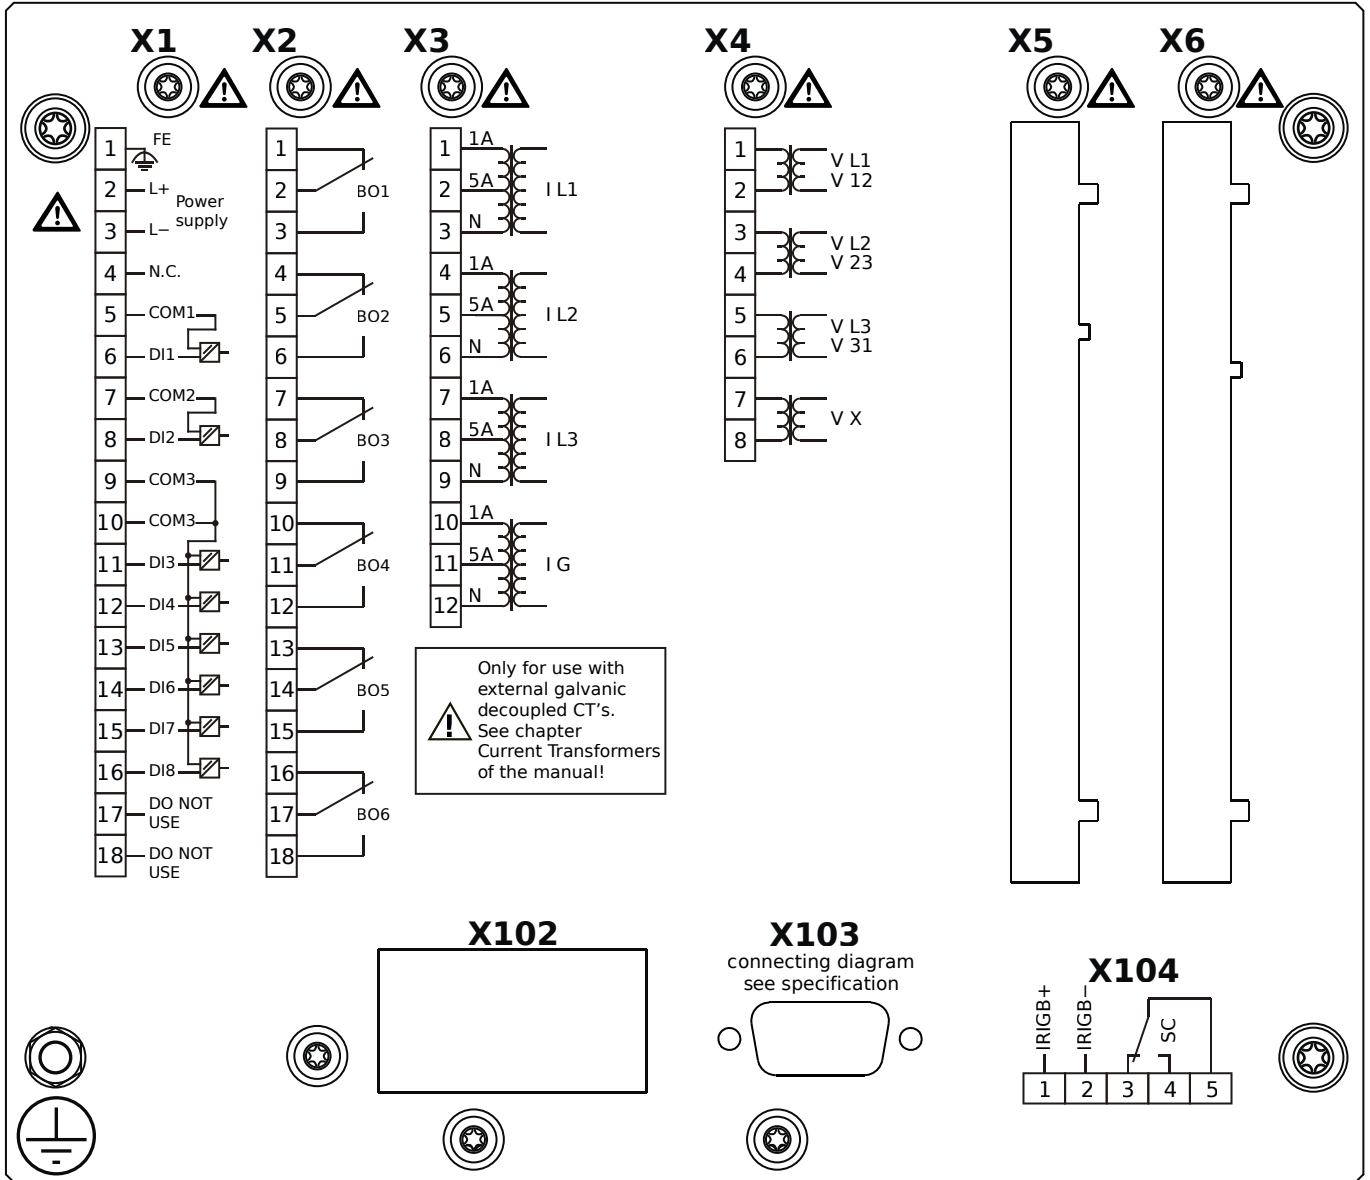 X1
X2
X3
X4
X5
X6
1 FE
2 L+
Power
supply
3 L−
4 N.C.
5 COM1
6 DI1
7 COM2
8 DI2
9 COM3
10 COM3
11 DI3
12 DI4
13 DI5
14 DI6
15 DI7
16 DI8
17 DO NOT
USE
18 DO NOT
USE
1
2 BO1
3
4
5 BO2
6
7
8 BO3
9
10
11 BO4
12
13
14 BO5
15
16
17 BO6
18
1 1A
2 5A I L1
3 N
4 1A
5 5A I L2
6 N
7 1A
8 5A I L3
9 N
10 1A
11 5A I G
12 N
Only for use with
external galvanic
decoupled CT's.
See chapter
Current Transformers
of the manual!
1 V L1
2 V 12
3 V L2
4 V 23
5 V L3
6 V 31
7
V X
8
X102
X103
connecting diagram
see specification
X104
IRIGB+
IRIGB−
SC
1 2 3 4 5